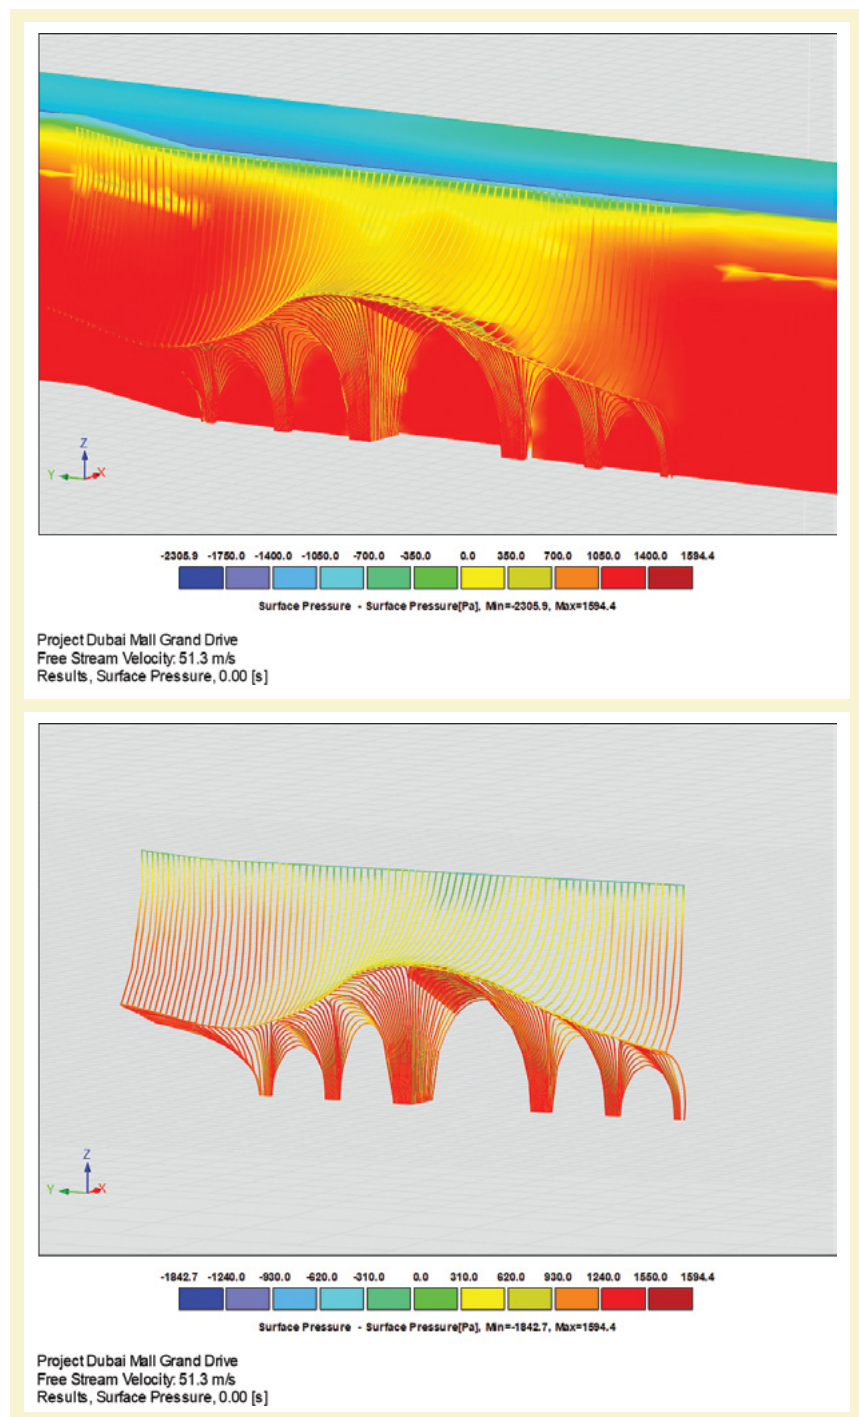 Z
Y X
-2305.9 -1750.0 -1400.0 -1050.0 -700.0 -350.0 0.0 350.0 700.0 1050.0 1400.0 1594.4
Surface Pressure - Surface Pressure[Pa], Min=-2305.9, Max=1594.4
Project Dubai Mall Grand Drive
Free Stream Velocity: 51.3 m/s
Results, Surface Pressure, 0.00 [s]
Z
Y X
-1842.7 -1240.0 -930.0 -620.0 -310.0 0.0 310.0 620.0 930.0 1240.0 1550.0 1594.4
Surface Pressure - Surface Pressure[Pa], Min=-1842.7, Max=1594.4
Project Dubai Mall Grand Drive
Free Stream Velocity: 51.3 m/s
Results, Surface Pressure, 0.00 [s]